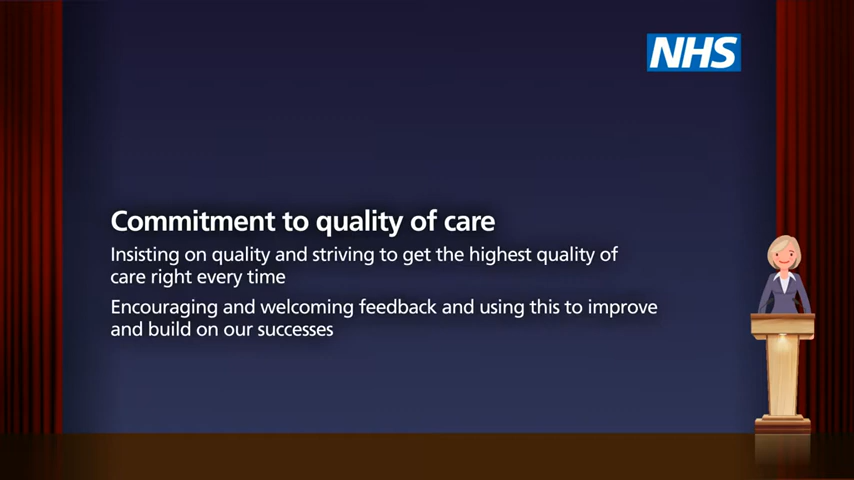 NHS
Commitment to quality of care
Insisting on quality and striving to get the highest quality of
care right every time
Encouraging and welcoming feedback and using this to improve
and build on our successes